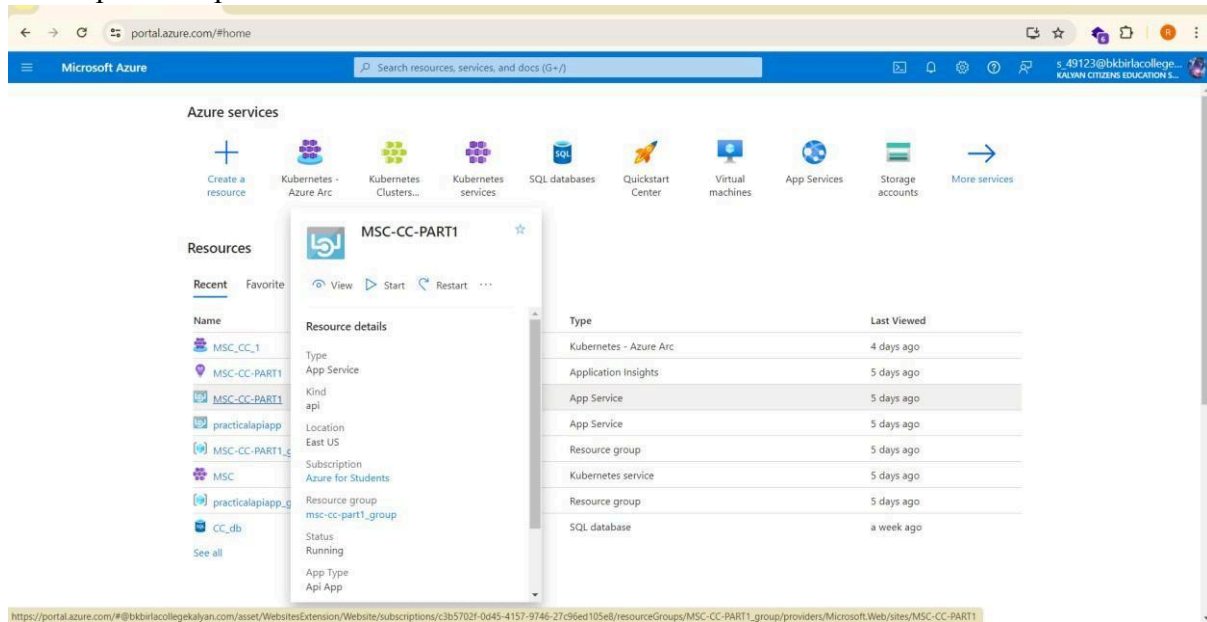 portal.azure.com/#home
6
R
Microsoft Azure
Search resources, services, and docs (G+/)
s_49123@bkbirlacollege...
KALYAN CITIZENS EDUCATION S...
Azure services
Create a resource
Kubernetes - Azure Arc
Kubernetes Clusters...
Kubernetes services
SQL
SQL databases
Quickstart Center
Virtual machines
App Services
Storage accounts
More services
Resources
Recent Favorite
Name Type Last Viewed
MSC_CC_1 Kubernetes - Azure Arc 4 days ago
MSC-CC-PART1 Application Insights 5 days ago
MSC-CC-PART1 App Service 5 days ago
practicalapiapp App Service 5 days ago
MSC-CC-PART1_g Resource group 5 days ago
MSC Kubernetes service 5 days ago
practicalapiapp_g Resource group 5 days ago
CC_db SQL database a week ago
See all
MSC-CC-PART1
View Start Restart ...
Resource details
Type
App Service
Kind
api
Location
East US
Subscription
Azure for Students
Resource group
msc-cc-part1_group
Status
Running
App Type
Api App
https://portal.azure.com/#@bkbirlacollegekalyan.com/asset/WebsitesExtension/Website/subscriptions/c3b5702f-0d45-4157-9746-27c96ed105e8/resourceGroups/MSC-CC-PART1_group/providers/Microsoft.Web/sites/MSC-CC-PART1